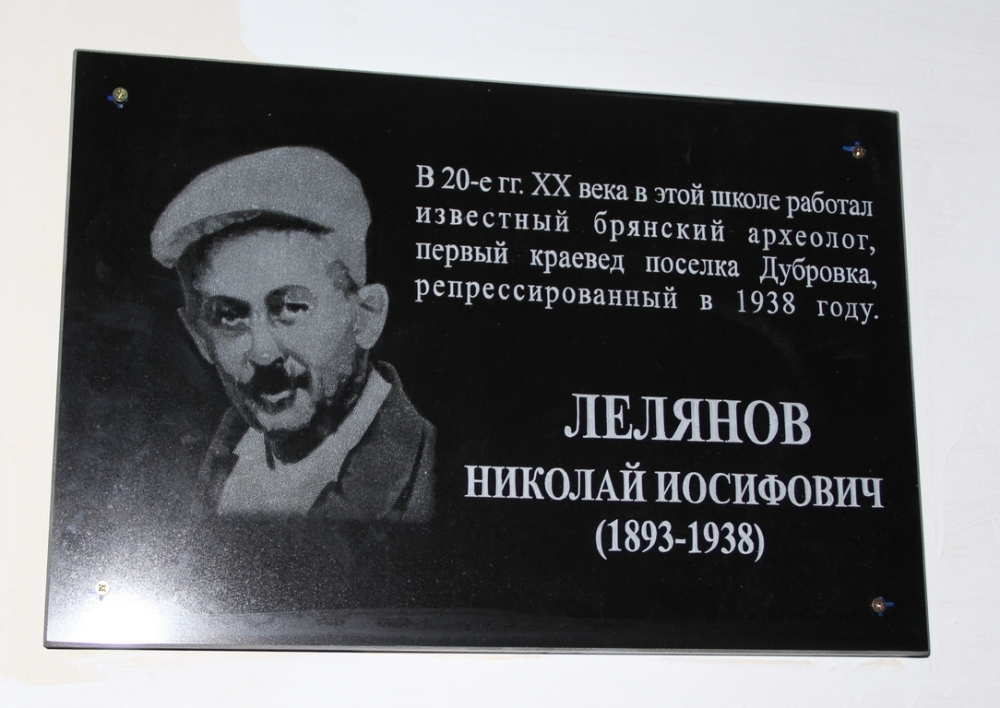 В 20-е гг. XX века в этой школе работал
известный брянский археолог,
первый краевед поселка Дубровка,
репрессированный в 1938 году.
ЛЕЛЯНОВ
НИКОЛАЙ ИОСИФОВИЧ
(1893-1938)